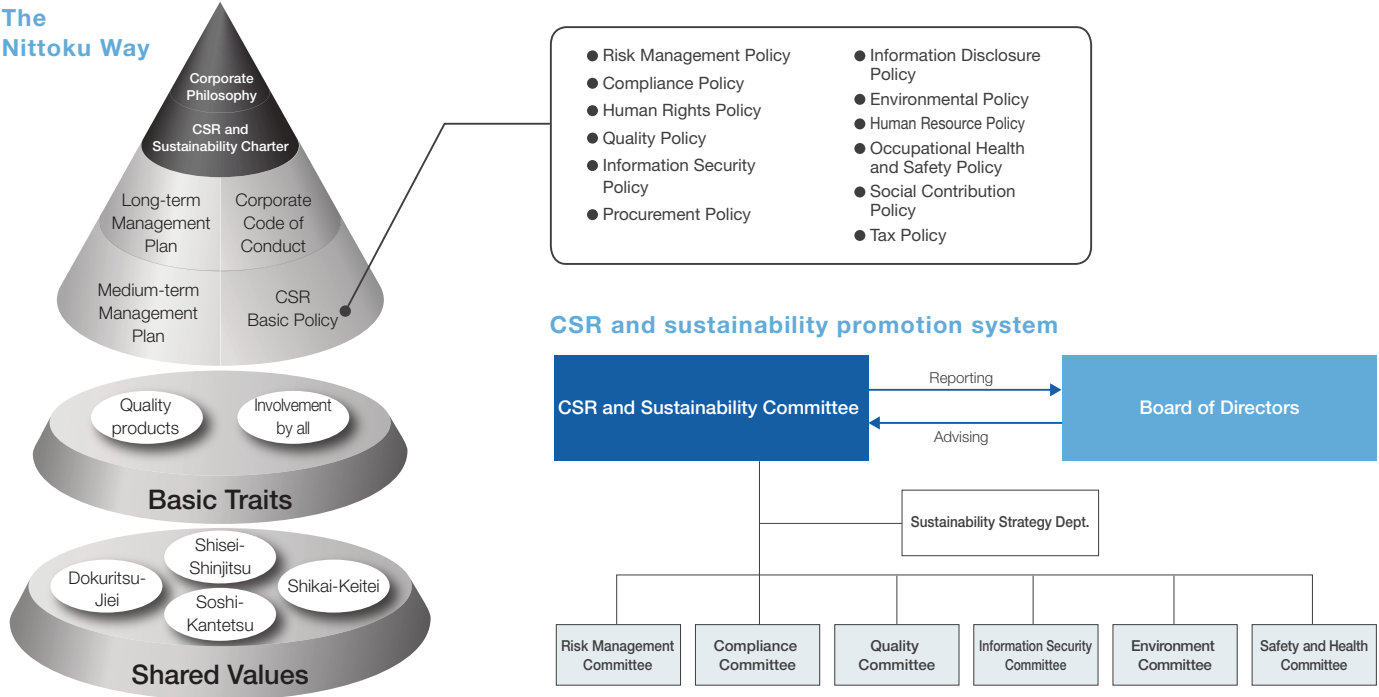 The
Nittoku Way
Corporate
Philosophy
CSR and
Sustainability Charter
Long-term
Management
Plan
Corporate
Code of
Conduct
Medium-term
Management
Plan
CSR
Basic Policy
Quality
products
Involvement
by all
Basic Traits
Shisei-
Shinjitsu
Dokuritsu-
Jiei
Shikai-Keitei
Soshi-
Kantetsu
Shared Values
● Risk Management Policy
● Compliance Policy
● Human Rights Policy
● Quality Policy
● Information Security
Policy
● Procurement Policy
● Information Disclosure
Policy
● Environmental Policy
● Human Resource Policy
● Occupational Health
and Safety Policy
● Social Contribution
Policy
● Tax Policy
CSR and sustainability promotion system
CSR and Sustainability Committee
Reporting
Advising
Board of Directors
Sustainability Strategy Dept.
Risk Management
Committee
Compliance
Committee
Quality
Committee
Information Security
Committee
Environment
Committee
Safety and Health
Committee